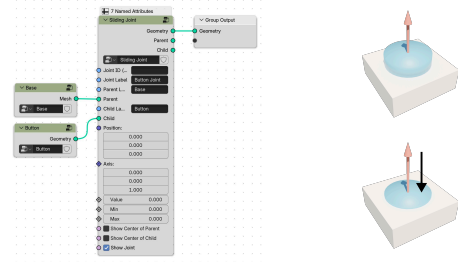 7 Named Attributes
Sliding Joint
Geometry
Parent
Child
Sliding Joint
Joint ID (...
Joint Label Button Joint
Parent L... Base
Parent
Child La... Button
Child
Position:
0.000
0.000
0.000
Axis:
0.000
0.000
1.000
Value 0.000
Min 0.000
Max 0.000
Show Center of Parent
Show Center of Child
Show Joint
Group Output
Geometry
Base
Mesh
Base
Button
Geometry
Button